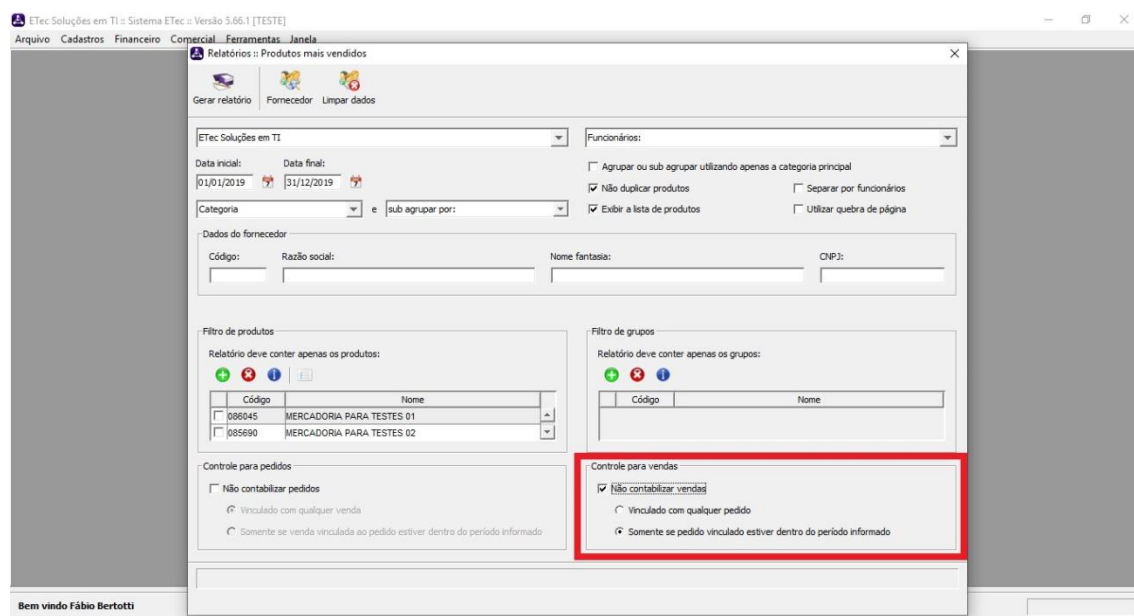 ETec Soluções em TI :: Sistema ETec :: Versão 5.66.1 [TESTE]
Arquivo Cadastros Financeiro Comercial Ferramentas Janela
Relatórios :: Produtos mais vendidos
Gerar relatório Fornecedor Limpar dados
ETec Soluções em TI Funcionários:
Data inicial: Data final: Agrupar ou sub agrupar utilizando apenas a categoria principal
01/01/2019 31/12/2019 Não duplicar produtos Separar por funcionários
Categoria e sub agrupar por: Exibir a lista de produtos Utilizar quebra de página
Dados do fornecedor
Código: Razão social: Nome fantasia: CNPJ:
Filtro de produtos Filtro de grupos
Relatório deve conter apenas os produtos: Relatório deve conter apenas os grupos:
Código Nome Código Nome
086045 MERCADORIA PARA TESTES 01
085690 MERCADORIA PARA TESTES 02
Controle para pedidos Controle para vendas
Não contabilizar pedidos Não contabilizar vendas
Vinculado com qualquer venda Vinculado com qualquer pedido
Somente se venda vinculada ao pedido estiver dentro do período informado Somente se pedido vinculado estiver dentro do período informado
Bem vindo Fábio Bertotti